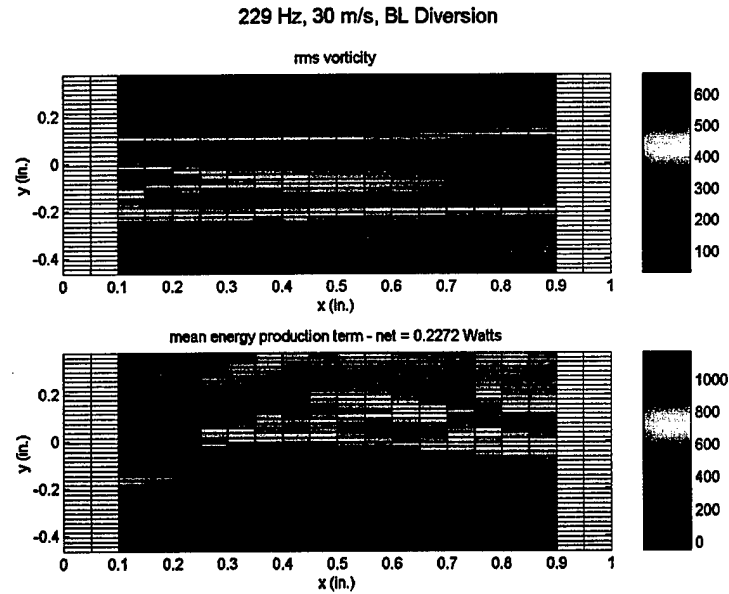 229 Hz, 30 m/s, BL Diversion
rms vorticity
y (in.)
0.2
0
-0.2
-0.4
0 0.1 0.2 0.3 0.4 0.5 0.6 0.7 0.8 0.9 1
x (in.)
600
500
400
300
200
100
mean energy production term - net = 0.2272 Watts
y (in.)
0.2
0
-0.2
-0.4
0 0.1 0.2 0.3 0.4 0.5 0.6 0.7 0.8 0.9 1
x (in.)
1000
800
600
400
200
0